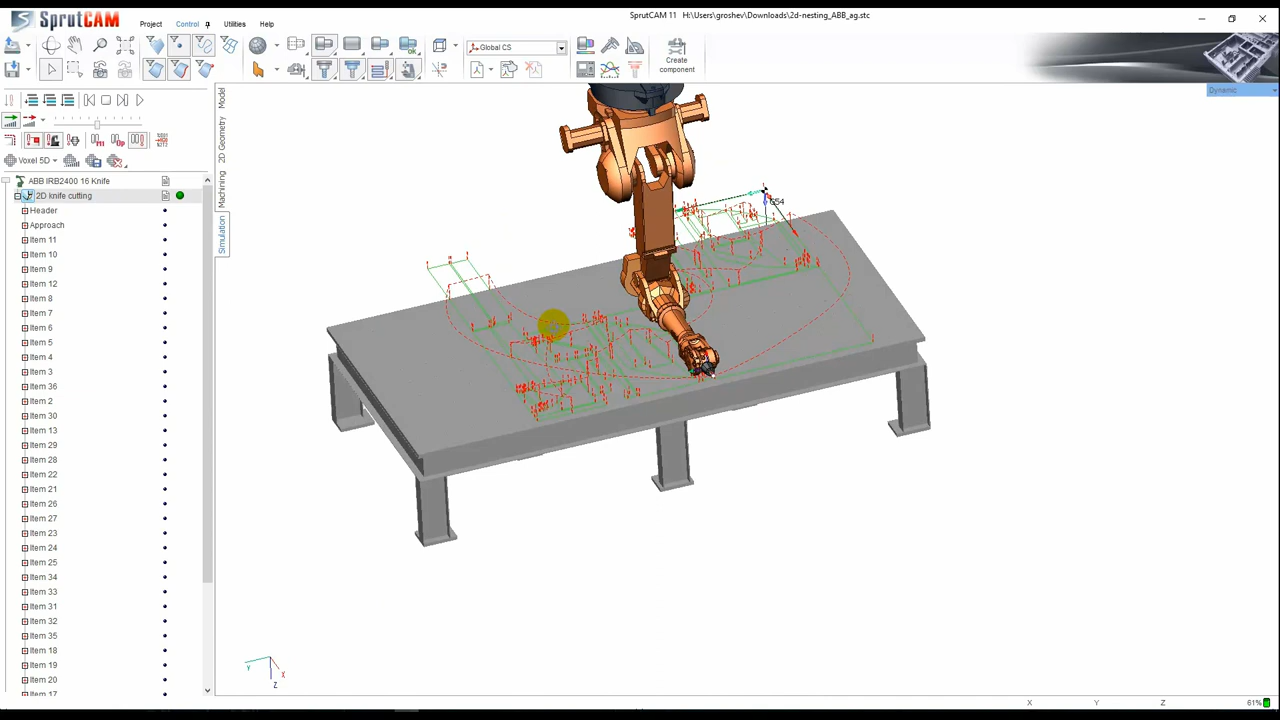 SprutCAM
Project
Control
Utilities
Help
SprutCAM 11 H:\Users\groshev\Downloads\2d-nesting_ABB_ag.stc
Global CS
Create
component
Dynamic
Voxel 5D
ABB IRB2400 16 Knife
2D knife cutting
Header
Approach
Item 11
Item 10
Item 9
Item 12
Item 8
Item 7
Item 6
Item 5
Item 4
Item 3
Item 36
Item 2
Item 30
Item 13
Item 29
Item 28
Item 22
Item 21
Item 26
Item 27
Item 23
Item 24
Item 25
Item 34
Item 33
Item 31
Item 32
Item 35
Item 18
Item 19
Item 20
Item 17
Model
2D Geometry
Machining
Simulation
G54
Y
X
Z
X
Y
Z
61%